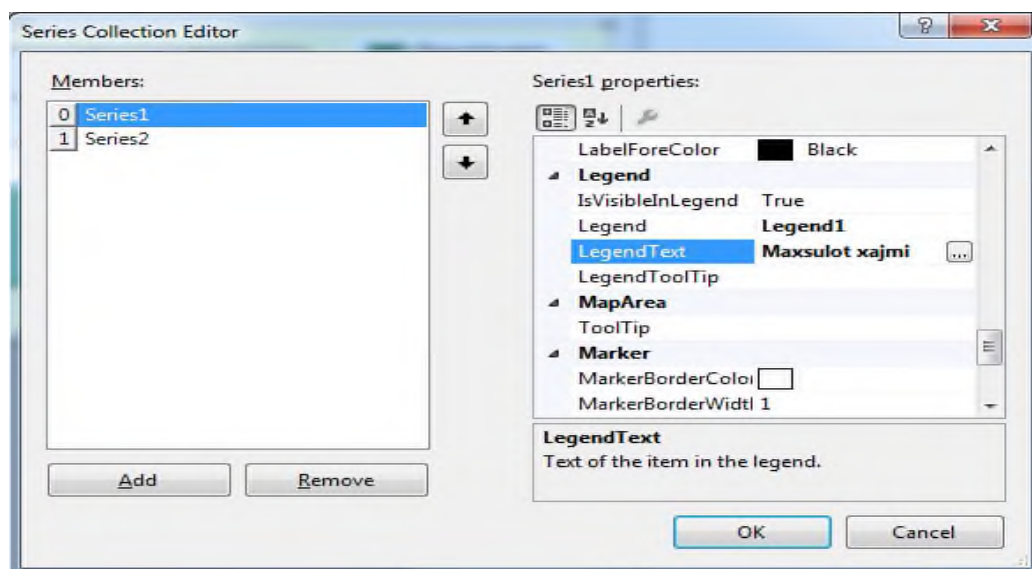 Series Collection Editor
Members:
0 Series1
1 Series2
Add
Remove
Series1 properties:
LabelForeColor Black
Legend
IsVisibleInLegend True
Legend Legend1
LegendText Maxsulot xajmi ...
LegendToolTip
MapArea
ToolTip
Marker
MarkerBorderColor
MarkerBorderWidt 1
LegendText
Text of the item in the legend.
OK
Cancel